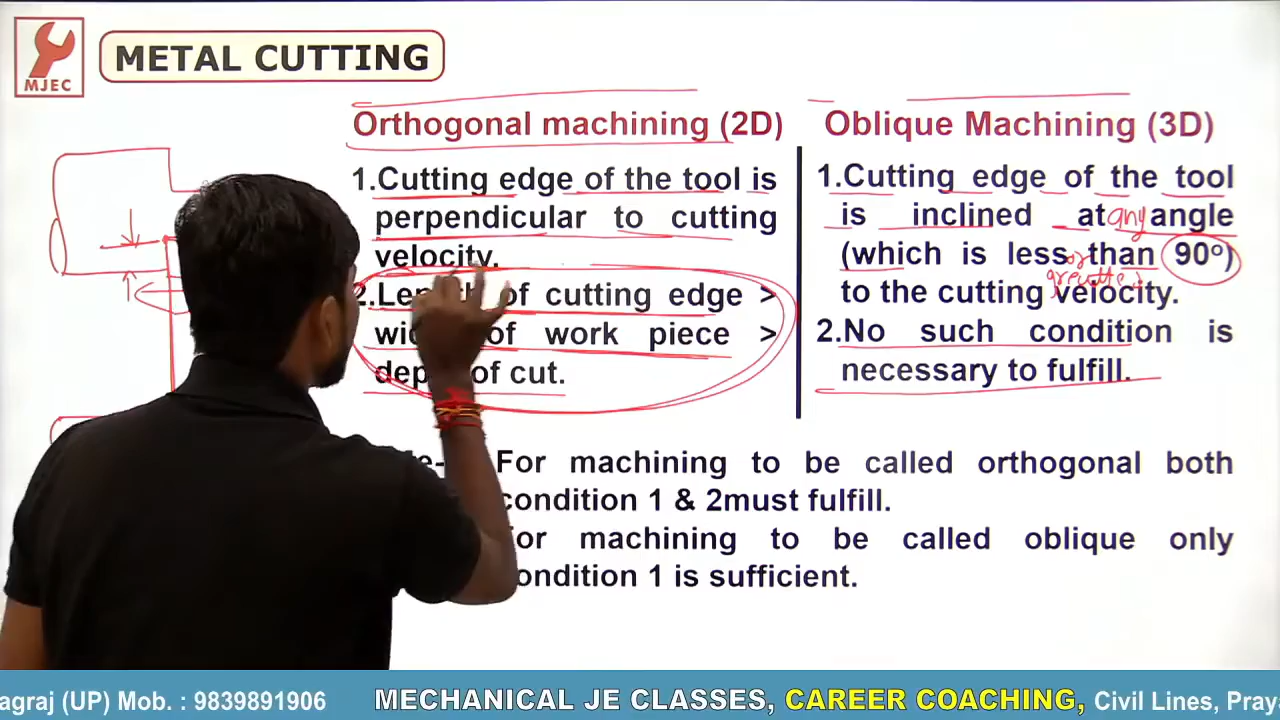 MJEC
METAL CUTTING
Orthogonal machining (2D)
1.Cutting edge of the tool is
perpendicular to cutting
velocity.
of cutting edge >
of work piece >
of cut.
Oblique Machining (3D)
1.Cutting edge of the tool
is inclined at any angle
(which is less or than 90º)
to the cutting velocity.
2.No such condition is
necessary to fulfill.
For machining to be called orthogonal both
condition 1 & 2must fulfill.
For machining to be called oblique only
condition 1 is sufficient.
agraj (UP) Mob. : 9839891906 MECHANICAL JE CLASSES, CAREER COACHING, Civil Lines, Pray